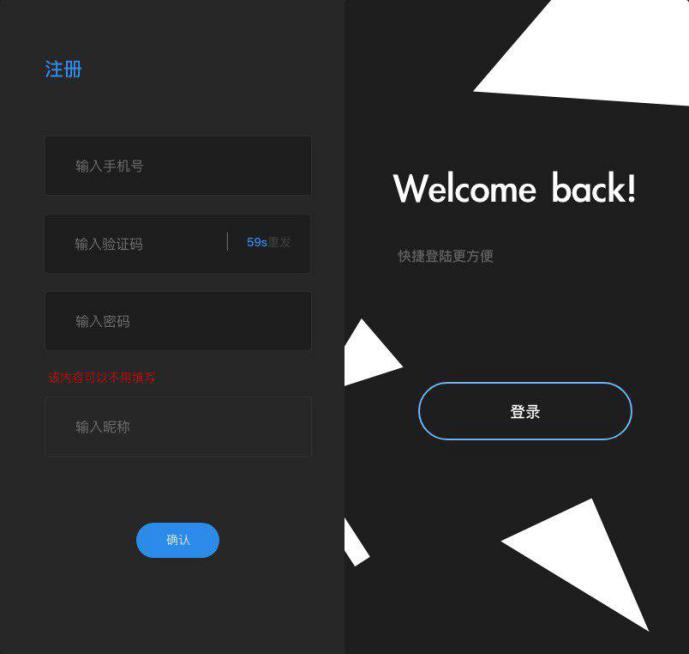 注册
输入手机号
输入验证码
59s重发
输入密码
该内容可以不用填写
输入昵称
确认
Welcome back!
快捷登陆更方便
登录